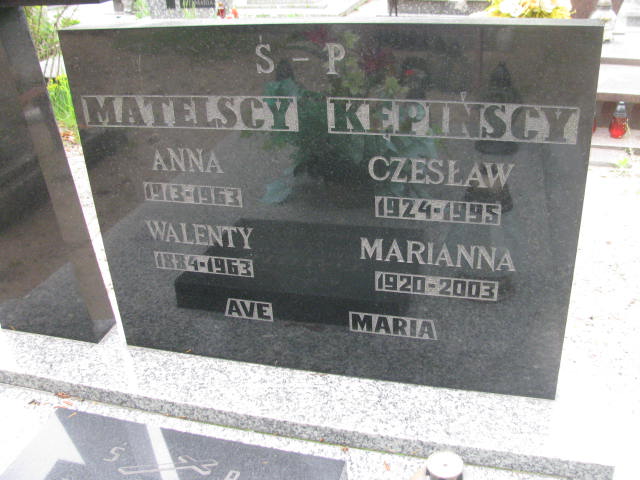 Ś - P
MATELSCY KĘPIŃSCY
ANNA CZESŁAW
1913-1963 1924-1995
WALENTY MARIANNA
1884-1963 1920-2003
AVE MARIA
Ś